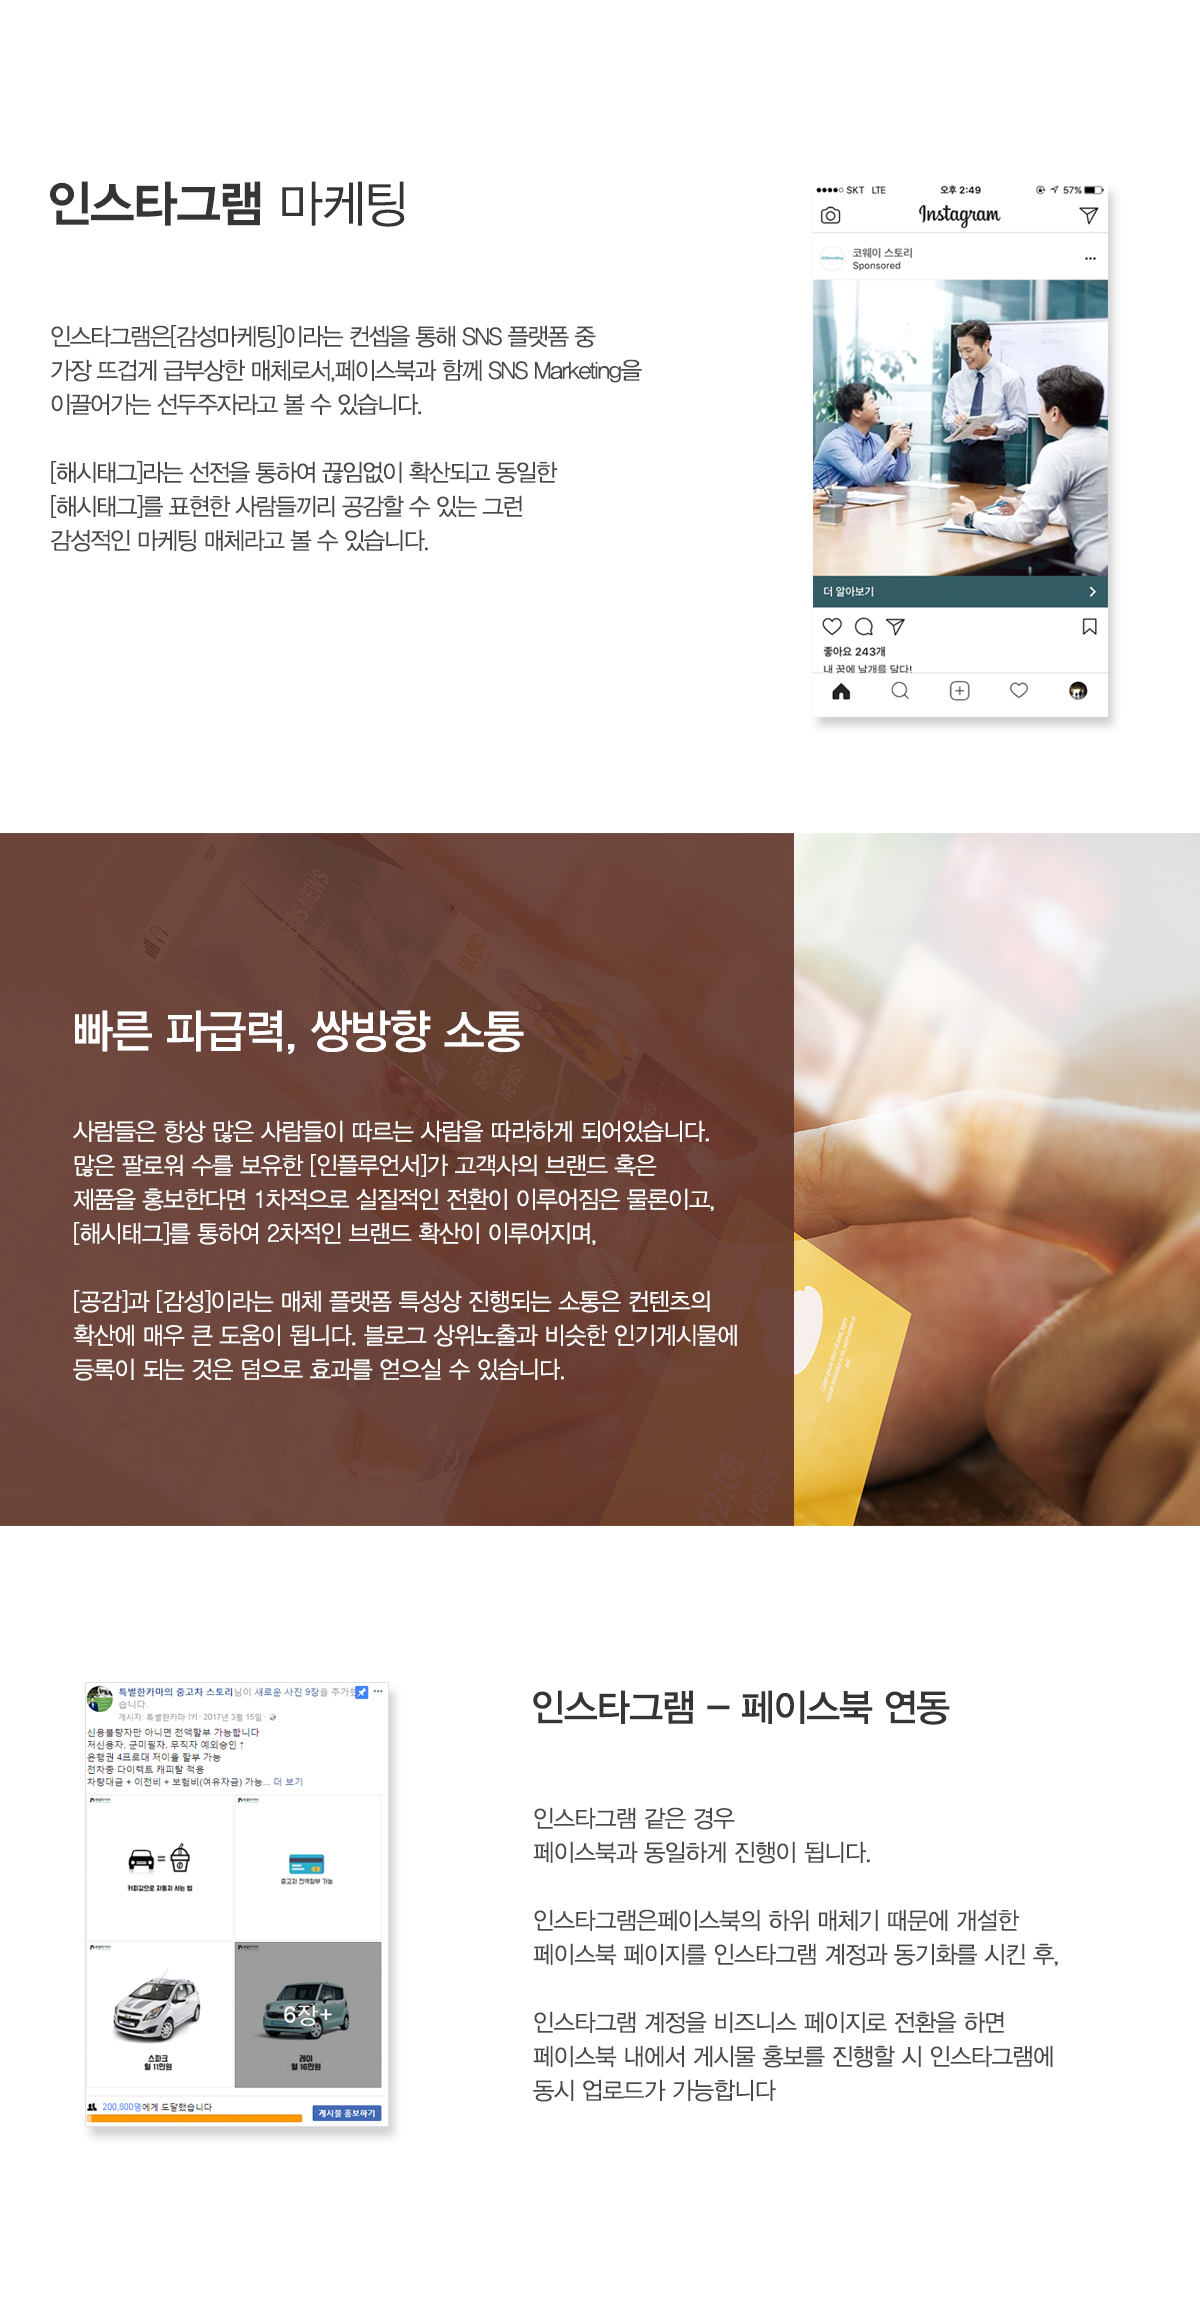 인스타그램 마케팅
인스타그램은[감성마케팅]이라는 컨셉을 통해 SNS 플랫폼 중
가장 뜨겁게 급부상한 매체로서,페이스북과 함께 SNS Marketing을
이끌어가는 선두주자라고 볼 수 있습니다.
[해시태그]라는 선전을 통하여 끊임없이 확산되고 동일한
[해시태그]를 표현한 사람들끼리 공감할 수 있는 그런
감성적인 마케팅 매체라고 볼 수 있습니다.
SKT LTE 오후 2:49 57%
Instagram
coway
코웨이 스토리
Sponsored
더 알아보기
좋아요 243개
내 꿈에 날개를 달다!
빠른 파급력, 쌍방향 소통
사람들은 항상 많은 사람들이 따르는 사람을 따라하게 되어있습니다.
많은 팔로워 수를 보유한 [인플루언서]가 고객사의 브랜드 혹은
제품을 홍보한다면 1차적으로 실질적인 전환이 이루어짐은 물론이고,
[해시태그]를 통하여 2차적인 브랜드 확산이 이루어지며,
[공감]과 [감성]이라는 매체 플랫폼 특성상 진행되는 소통은 컨텐츠의
확산에 매우 큰 도움이 됩니다. 블로그 상위노출과 비슷한 인기게시물에
등록이 되는 것은 덤으로 효과를 얻으실 수 있습니다.
MUSIC
SPORT
NEWS
12:08
AUGUST
특별한카마의 중고차 스토리님이 새로운 사진 9장을 추가했
습니다.
게시자: 특별한카마 [?] · 2017년 3월 15일 ·
신용불량자만 아니면 전액할부 가능합니다
저신용자, 군미필자, 무직자 예외승인 ↑
은행권 4프로대 저이율 할부 가능
전차종 다이렉트 캐피탈 적용
차량대금 + 이전비 + 보험비(여유자금) 가능... 더 보기
커피값으로 자동차 사는 법
중고차 전액할부 가능
스파크
월 11만원
6장+
레이
월 16만원
200,800명에게 도달했습니다
게시물 홍보하기
인스타그램 – 페이스북 연동
인스타그램 같은 경우
페이스북과 동일하게 진행이 됩니다.
인스타그램은페이스북의 하위 매체기 때문에 개설한
페이스북 페이지를 인스타그램 계정과 동기화를 시킨 후,
인스타그램 계정을 비즈니스 페이지로 전환을 하면
페이스북 내에서 게시물 홍보를 진행할 시 인스타그램에
동시 업로드가 가능합니다